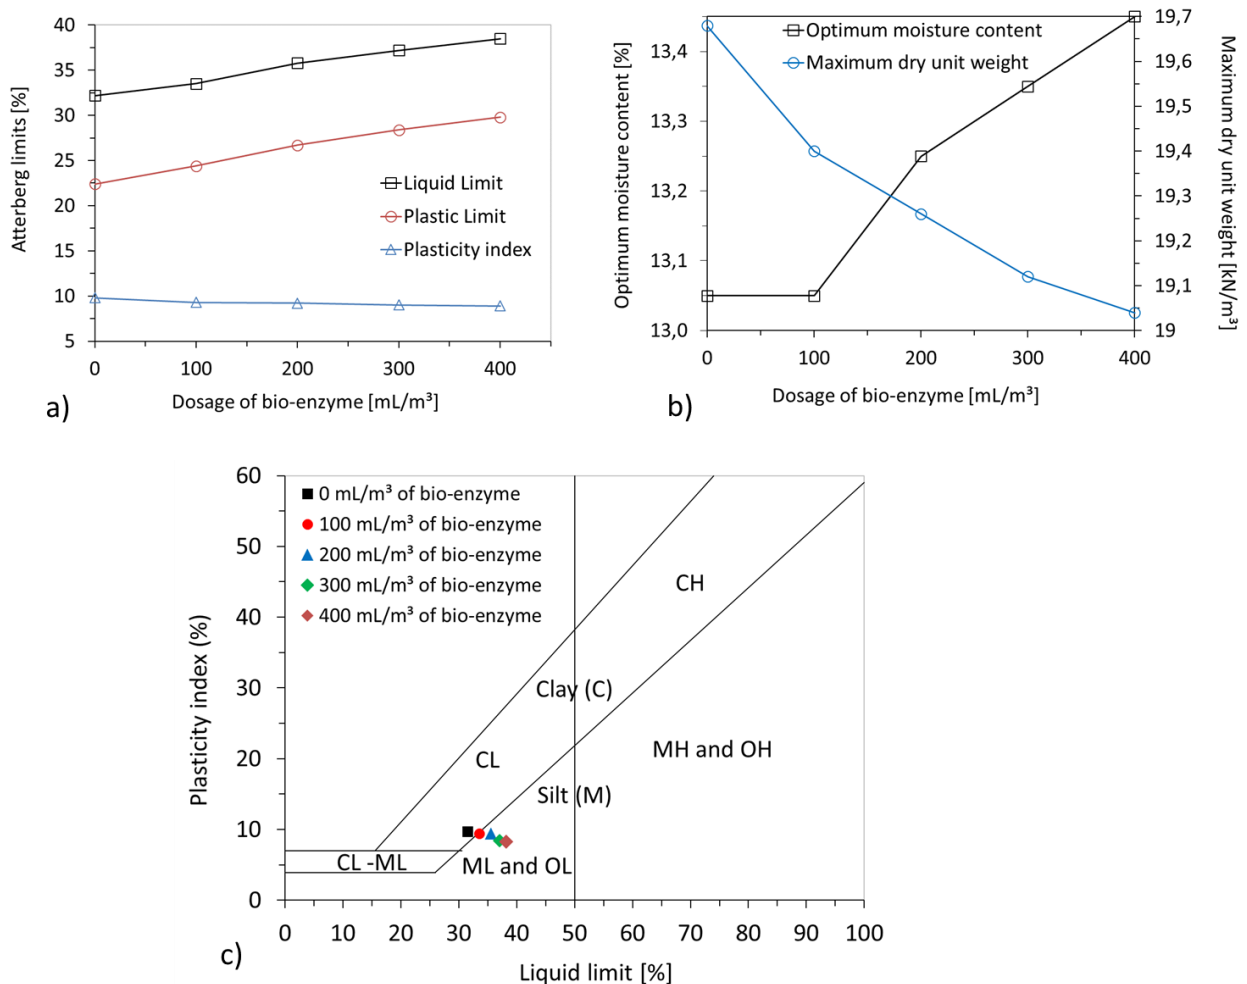 40
35
30
25
20
15
10
5
Atterberg limits [%]
Liquid Limit
Plastic Limit
Plasticity index
0 100 200 300 400
Dosage of bio-enzyme [mL/m³]
a)
13,4
13,3
13,2
13,1
13,0
Optimum moisture content [%]
Optimum moisture content
Maximum dry unit weight
19,7
19,6
19,5
19,4
19,3
19,2
19,1
19
Maximum dry unit
weight [kN/m³]
0 100 200 300 400
Dosage of bio-enzyme [mL/m³]
b)
60
50
40
30
20
10
0
Plasticity index (%)
0 mL/m³ of bio-enzyme
100 mL/m³ of bio-enzyme
200 mL/m³ of bio-enzyme
300 mL/m³ of bio-enzyme
400 mL/m³ of bio-enzyme
CH
Clay (C)
MH and OH
CL
Silt (M)
CL -ML
ML and OL
0 10 20 30 40 50 60 70 80 90 100
Liquid limit [%]
c)